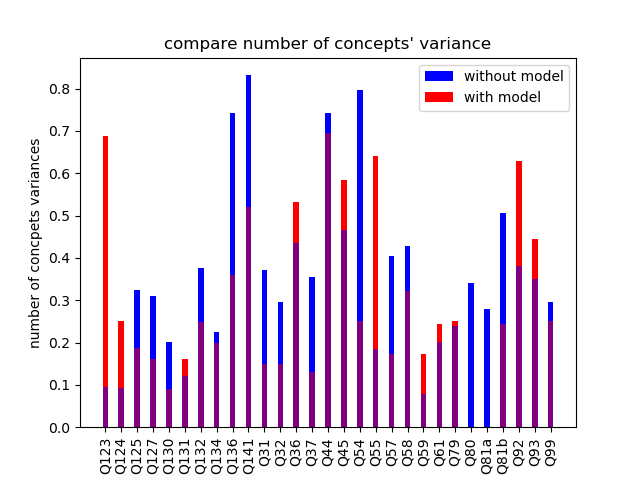 compare number of concepts' variance
without model
with model
number of concpets variances
0.8
0.7
0.6
0.5
0.4
0.3
0.2
0.1
0.0
Q123
Q124
Q125
Q127
Q130
Q131
Q132
Q134
Q136
Q141
Q31
Q32
Q36
Q37
Q44
Q45
Q54
Q55
Q57
Q58
Q59
Q61
Q79
Q80
Q81a
Q81b
Q92
Q93
Q99